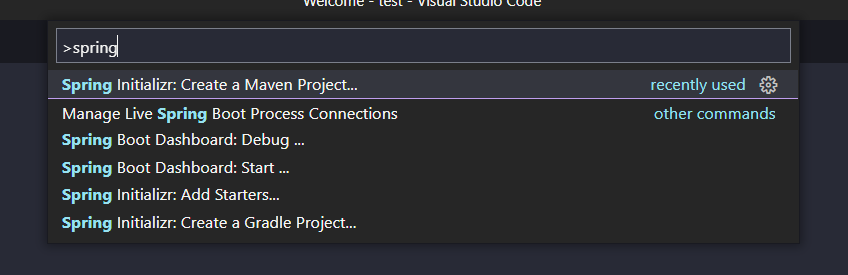 Welcome - test - Visual Studio Code
>spring
Spring Initializr: Create a Maven Project... recently used
Manage Live Spring Boot Process Connections other commands
Spring Boot Dashboard: Debug ...
Spring Boot Dashboard: Start ...
Spring Initializr: Add Starters...
Spring Initializr: Create a Gradle Project...